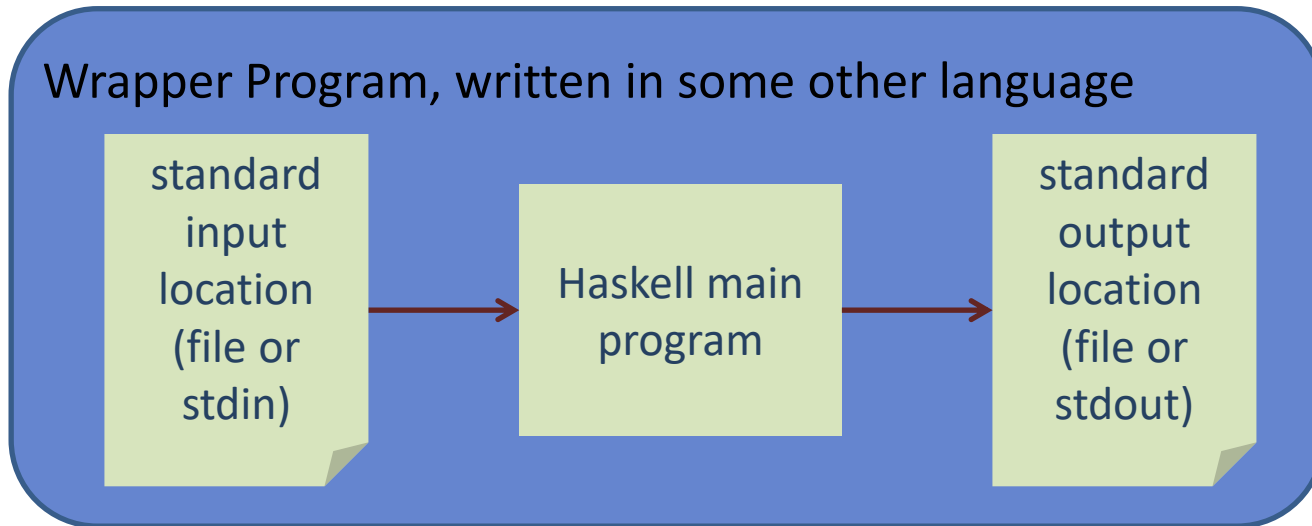 Wrapper Program, written in some other language
standard
input
location
(file or
stdin)
Haskell main
program
standard
output
location
(file or
stdout)